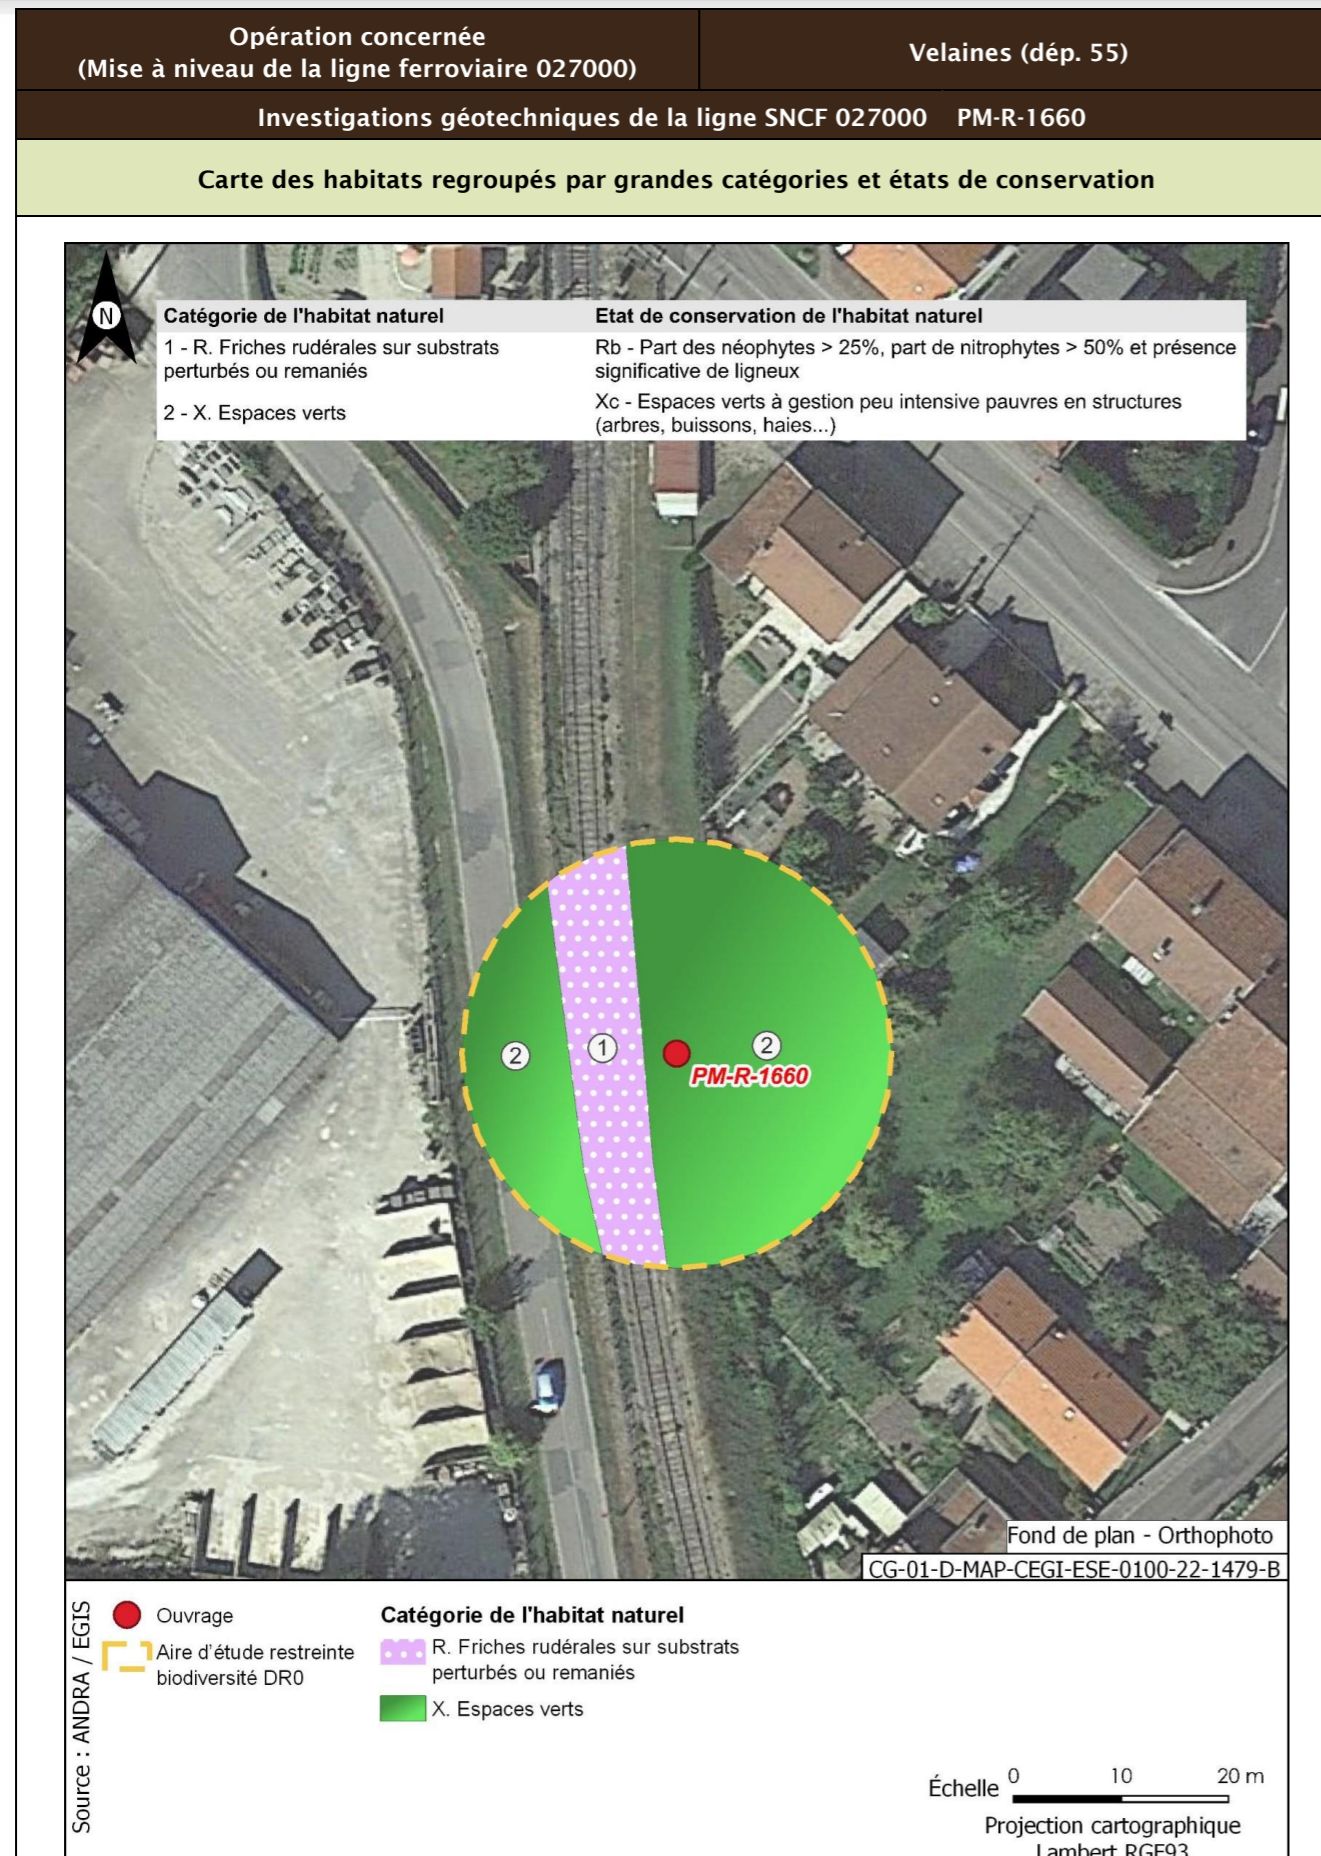 Opération concernée
(Mise à niveau de la ligne ferroviaire 027000)
Velaines (dép. 55)
Investigations géotechniques de la ligne SNCF 027000 PM-R-1660
Carte des habitats regroupés par grandes catégories et états de conservation
N
Catégorie de l'habitat naturel
Etat de conservation de l'habitat naturel
1 - R. Friches rudérales sur substrats
perturbés ou remaniés
Rb - Part des néophytes > 25%, part de nitrophytes > 50% et présence
significative de ligneux
2 - X. Espaces verts
Xc - Espaces verts à gestion peu intensive pauvres en structures
(arbres, buissons, haies...)
2
1
2
PM-R-1660
Fond de plan - Orthophoto
CG-01-D-MAP-CEGI-ESE-0100-22-1479-B
Source : ANDRA / EGIS
Ouvrage
Aire d'étude restreinte
biodiversité DR0
Catégorie de l'habitat naturel
R. Friches rudérales sur substrats
perturbés ou remaniés
X. Espaces verts
Échelle 0 10 20 m
Projection cartographique
Lambert RGF93